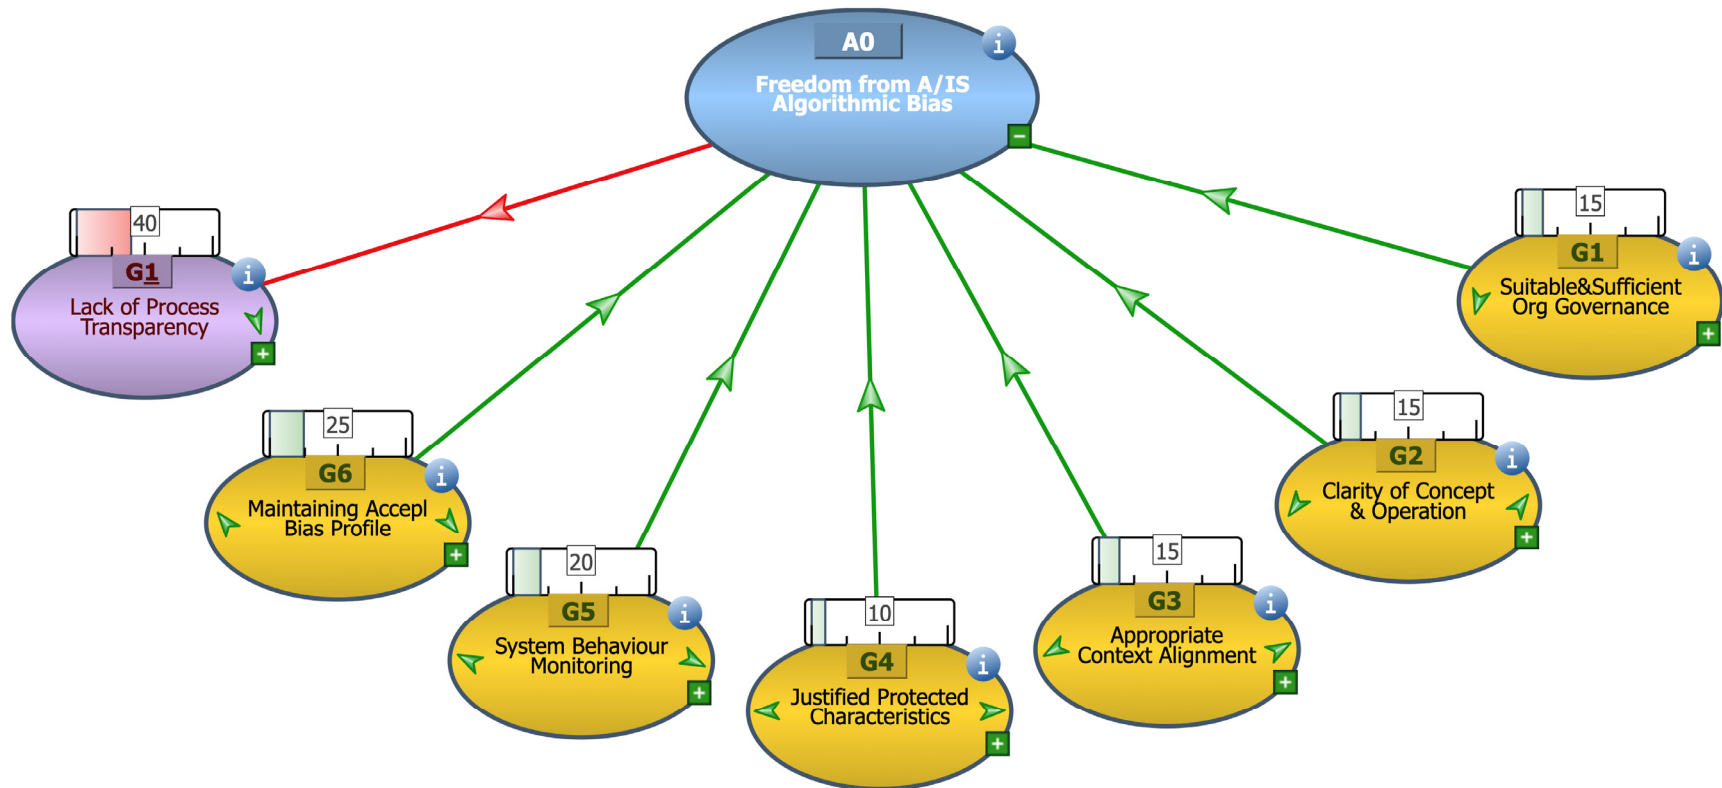 A0
Freedom from A/IS
Algorithmic Bias
40
G1
Lack of Process
Transparency
25
G6
Maintaining Accepl
Bias Profile
20
G5
System Behaviour
Monitoring
10
G4
Justified Protected
Characteristics
15
G3
Appropriate
Context Alignment
15
G2
Clarity of Concept
& Operation
15
G1
Suitable&Sufficient
Org Governance